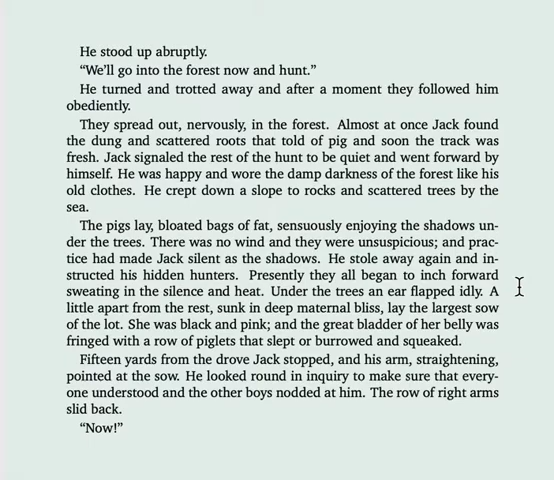 He stood up abruptly.
“We’ll go into the forest now and hunt.”
He turned and trotted away and after a moment they followed him
obediently.
They spread out, nervously, in the forest. Almost at once Jack found
the dung and scattered roots that told of pig and soon the track was
fresh. Jack signaled the rest of the hunt to be quiet and went forward by
himself. He was happy and wore the damp darkness of the forest like his
old clothes. He crept down a slope to rocks and scattered trees by the
sea.
The pigs lay, bloated bags of fat, sensuously enjoying the shadows un-
der the trees. There was no wind and they were unsuspicious; and prac-
tice had made Jack silent as the shadows. He stole away again and in-
structed his hidden hunters. Presently they all began to inch forward
sweating in the silence and heat. Under the trees an ear flapped idly. A
little apart from the rest, sunk in deep maternal bliss, lay the largest sow
of the lot. She was black and pink; and the great bladder of her belly was
fringed with a row of piglets that slept or burrowed and squeaked.
Fifteen yards from the drove Jack stopped, and his arm, straightening,
pointed at the sow. He looked round in inquiry to make sure that every-
one understood and the other boys nodded at him. The row of right arms
slid back.
“Now!”